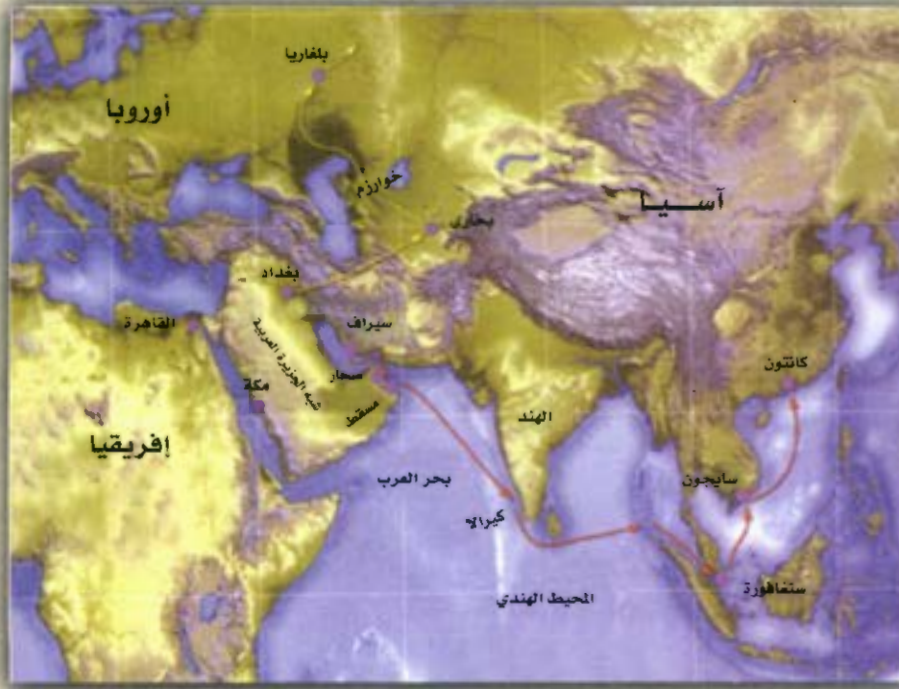 بلغاريا
أوروبا
خوارزم
آسيـــا
بخارى
بغداد
القاهرة
سيراف
شبه الجزيرة العربية
صحار
مكة
مسقط
كانتون
الهند
إفريقيا
بحر العرب
سايجون
كيرالا
سنغافورة
المحيط الهندي